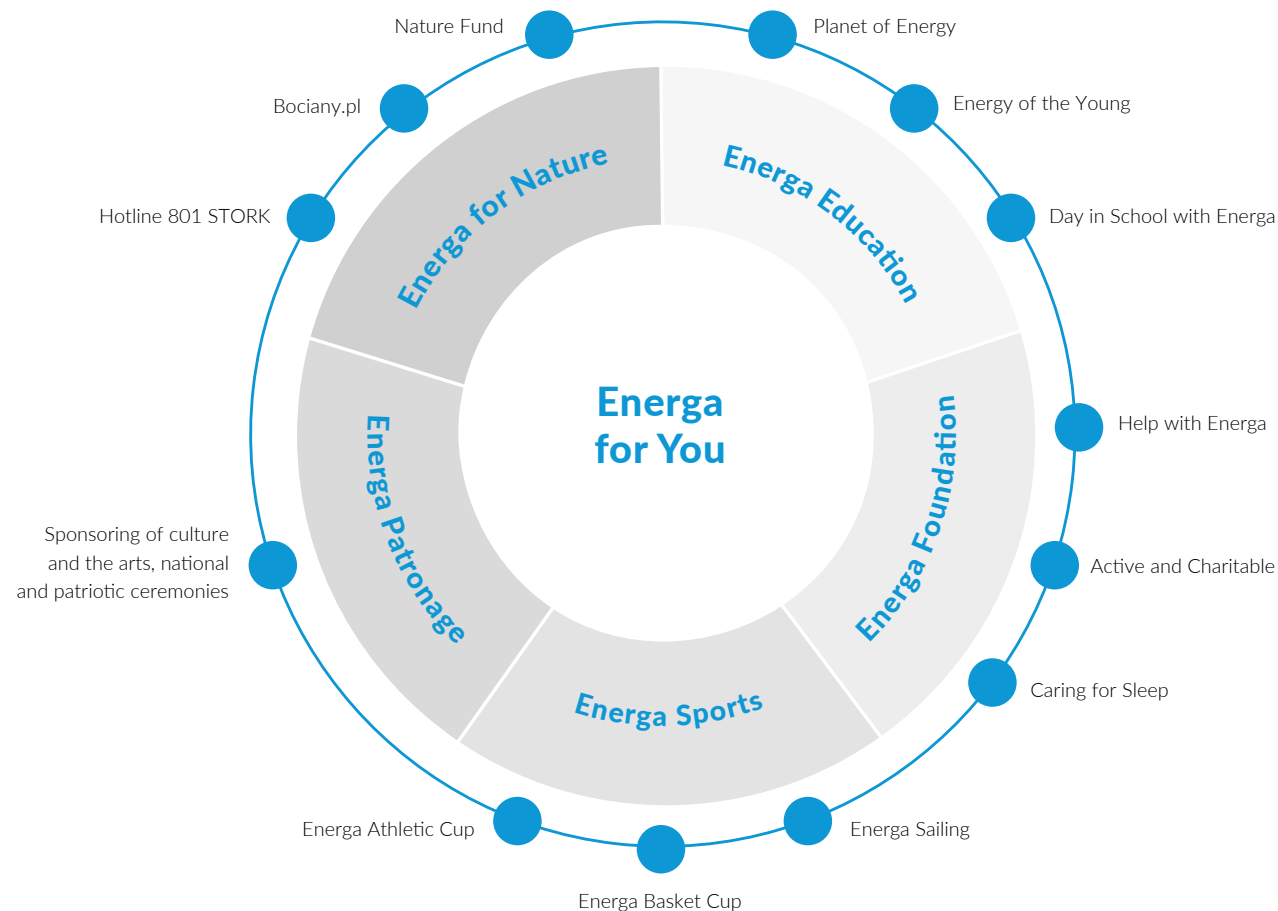 Nature Fund
Planet of Energy
Bociany.pl
Energy of the Young
Hotline 801 STORK
Day in School with Energa
Energa for Nature
Energa Education
Energa
for You
Energa Patronage
Energa Foundation
Help with Energa
Sponsoring of culture
and the arts, national
and patriotic ceremonies
Active and Charitable
Caring for Sleep
Energa Sports
Energa Athletic Cup
Energa Sailing
Energa Basket Cup